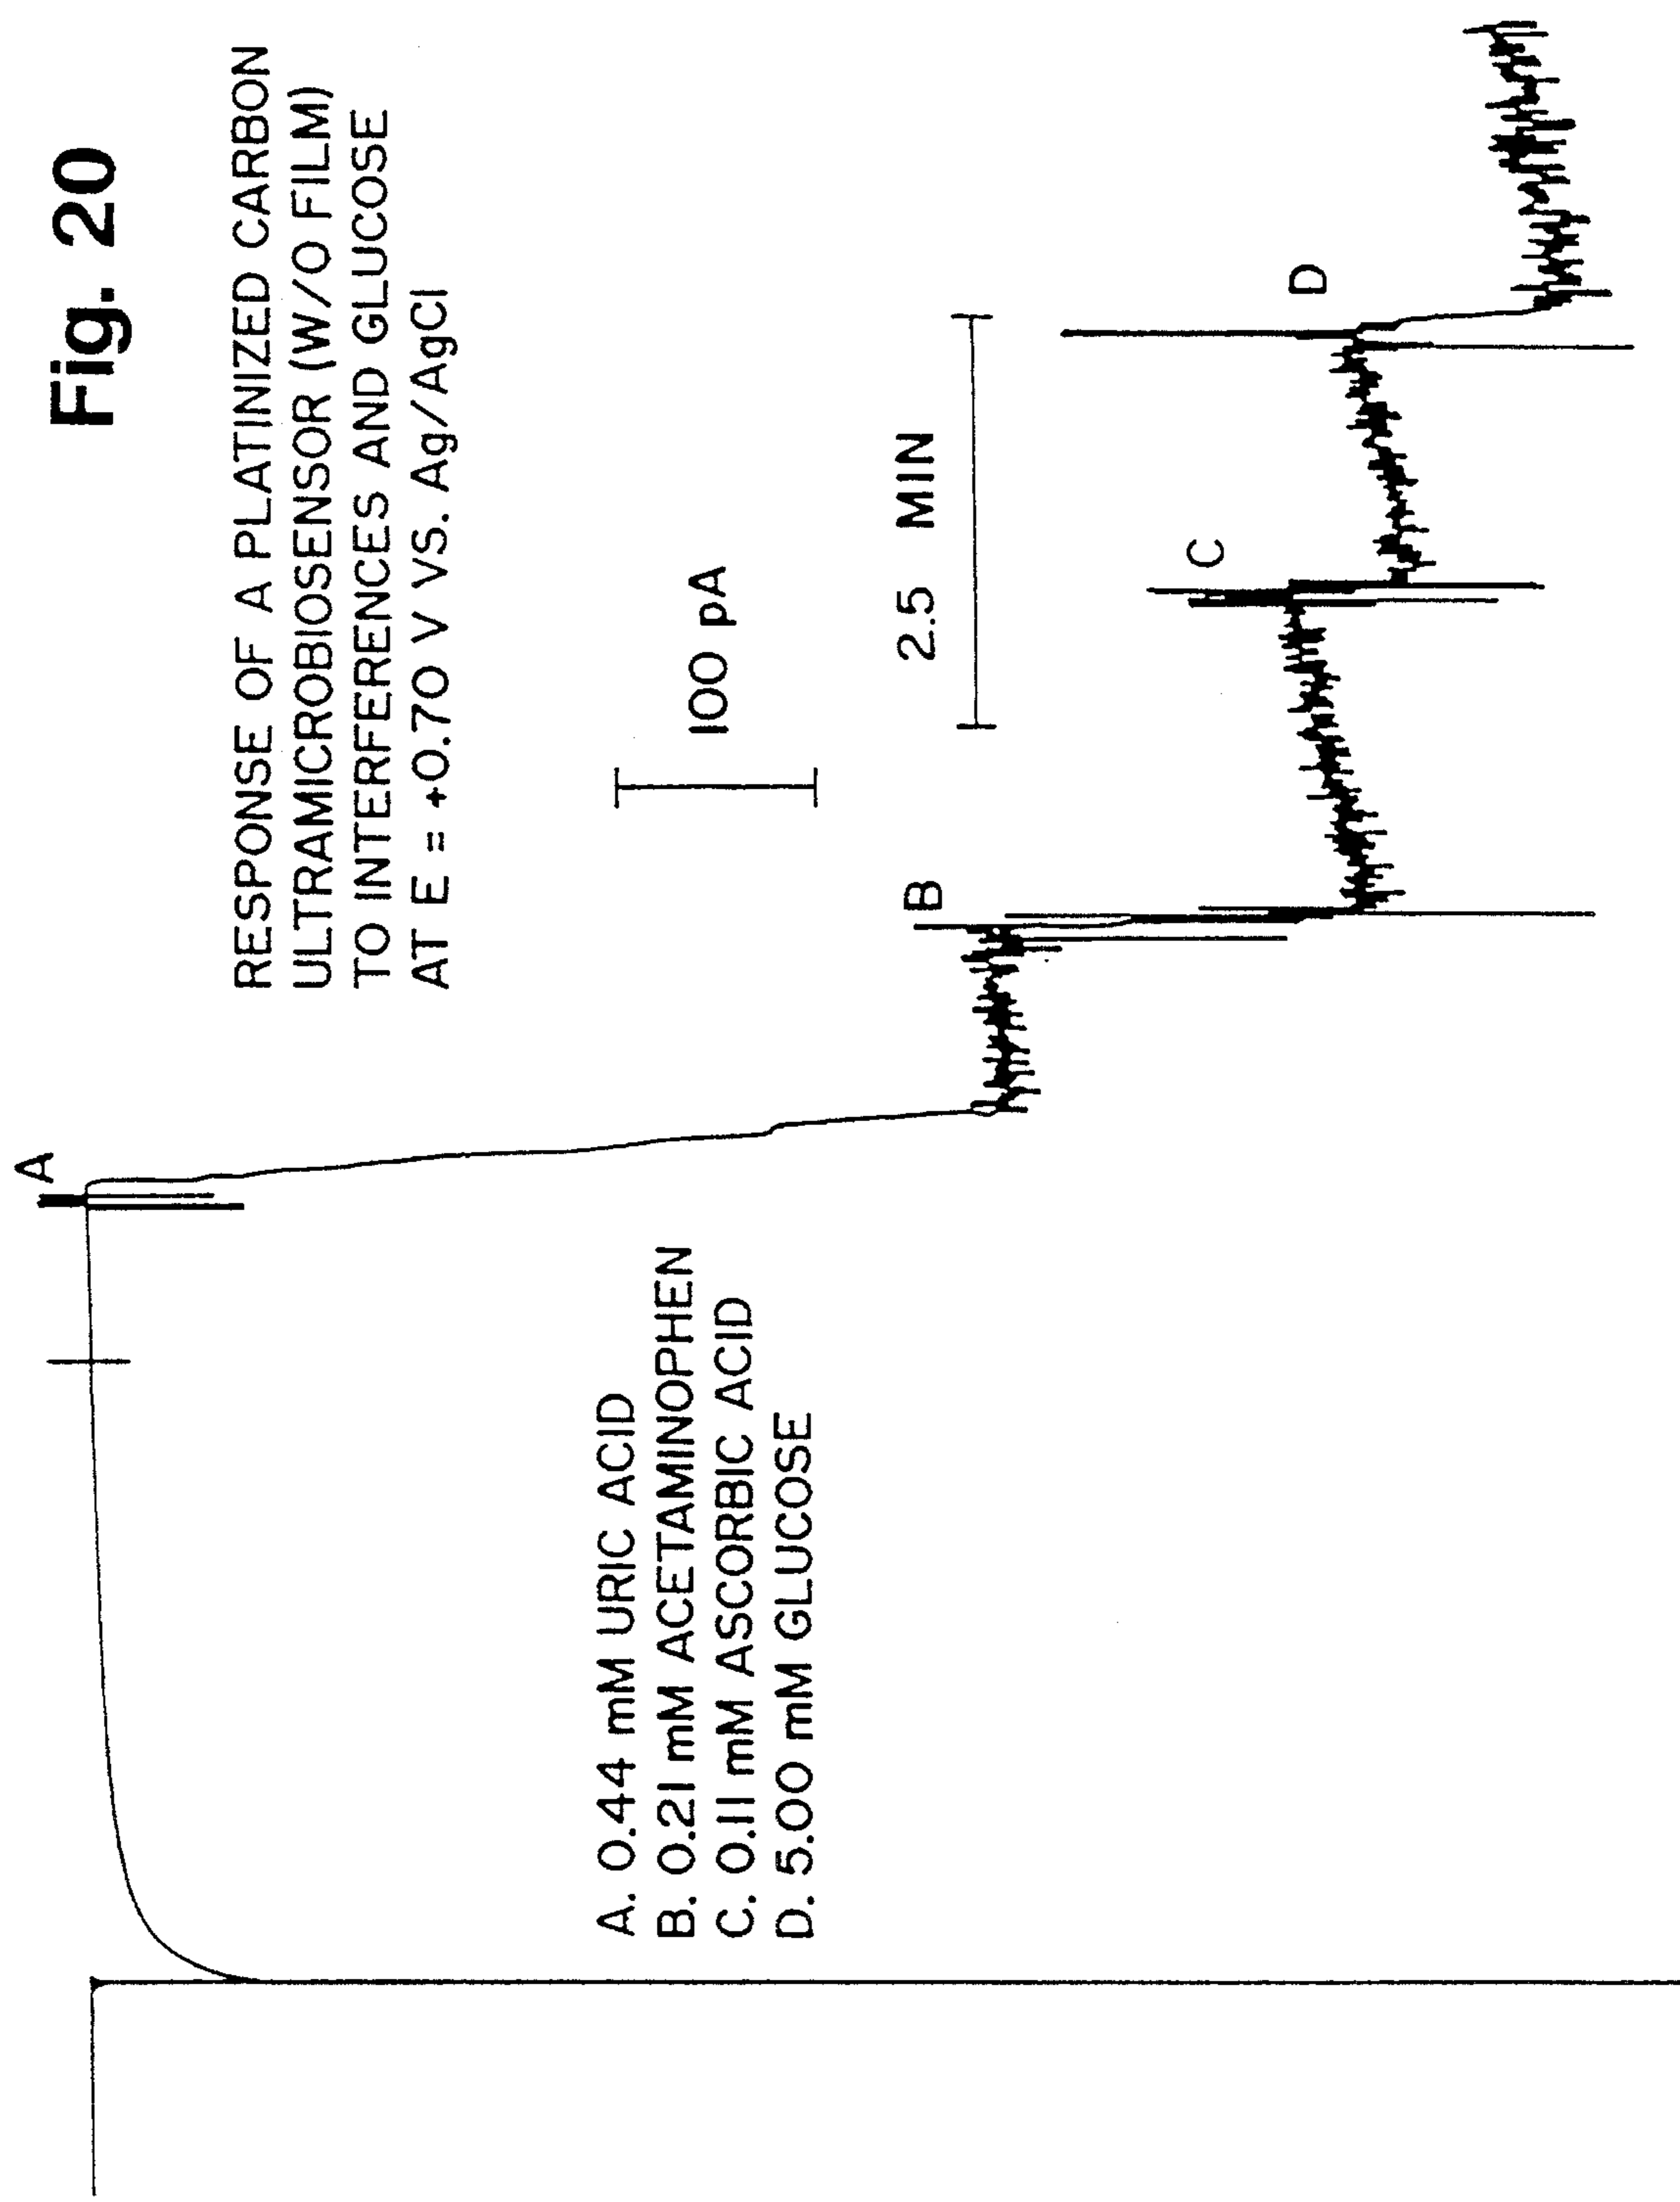 Fig. 20
RESPONSE OF A PLATINIZED CARBON
ULTRAMICROBIOSENSOR (W/O FILM)
TO INTERFERENCES AND GLUCOSE
AT E = +0.70 V VS. Ag/AgCl
A
100 pA
B
2.5 MIN
C
D
A. 0.44 mM URIC ACID
B. 0.21 mM ACETAMINOPHEN
C. 0.11 mM ASCORBIC ACID
D. 5.00 mM GLUCOSE